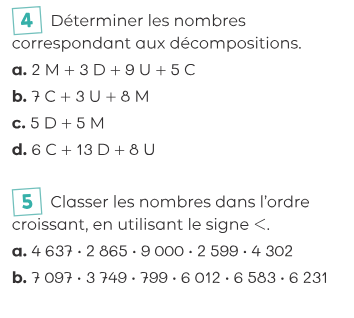 4 Déterminer les nombres
correspondant aux décompositions.
a. 2 M + 3 D + 9 U + 5 C
b. 7 C + 3 U + 8 M
c. 5 D + 5 M
d. 6 C + 13 D + 8 U
5 Classer les nombres dans l’ordre
croissant, en utilisant le signe <.
a. 4 637 · 2 865 · 9 000 · 2 599 · 4 302
b. 7 097 · 3 749 · 799 · 6 012 · 6 583 · 6 231